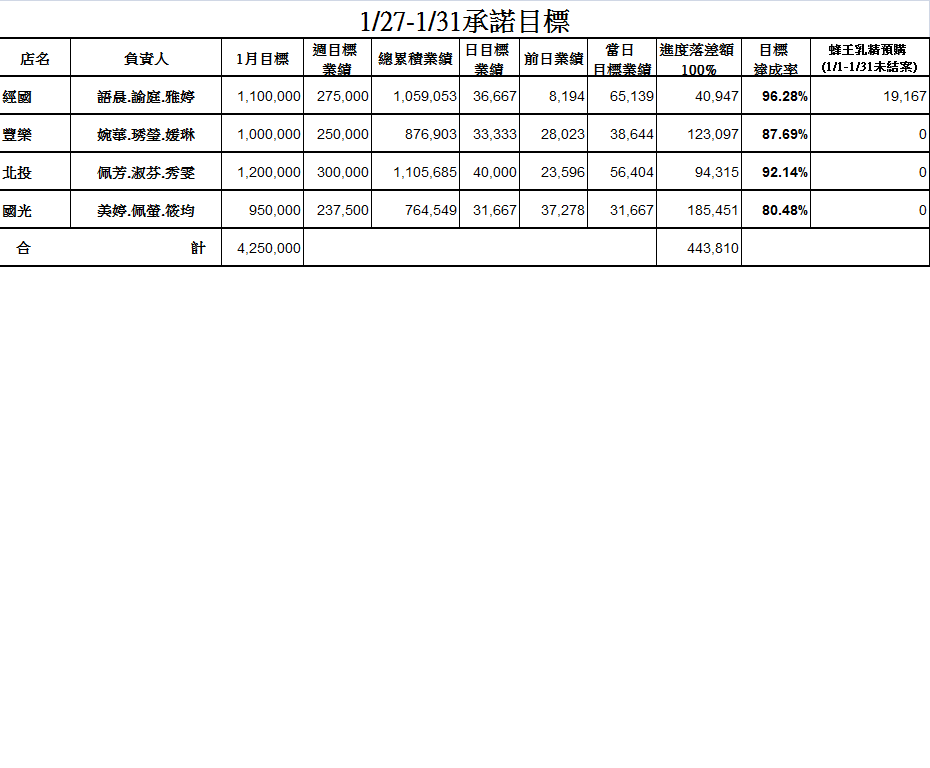 1/27-1/31承諾目標
店名 負責人 1月目標 週目標業績 總累積業績 日目標業績 前日業績 當日目標業績 進度落差額100% 目標達成率 蜂王乳精預購(1/1-1/31未結案)
經國 語晨.諭庭.雅婷 1,100,000 275,000 1,059,053 36,667 8,194 65,139 40,947 96.28% 19,167
豐樂 婉華.琇瑩.媛琳 1,000,000 250,000 876,903 33,333 28,023 38,644 123,097 87.69% 0
北投 佩芳.淑芬.秀雯 1,200,000 300,000 1,105,685 40,000 23,596 56,404 94,315 92.14% 0
國光 美婷.佩螢.筱均 950,000 237,500 764,549 31,667 37,278 31,667 185,451 80.48% 0
合 計 4,250,000 443,810